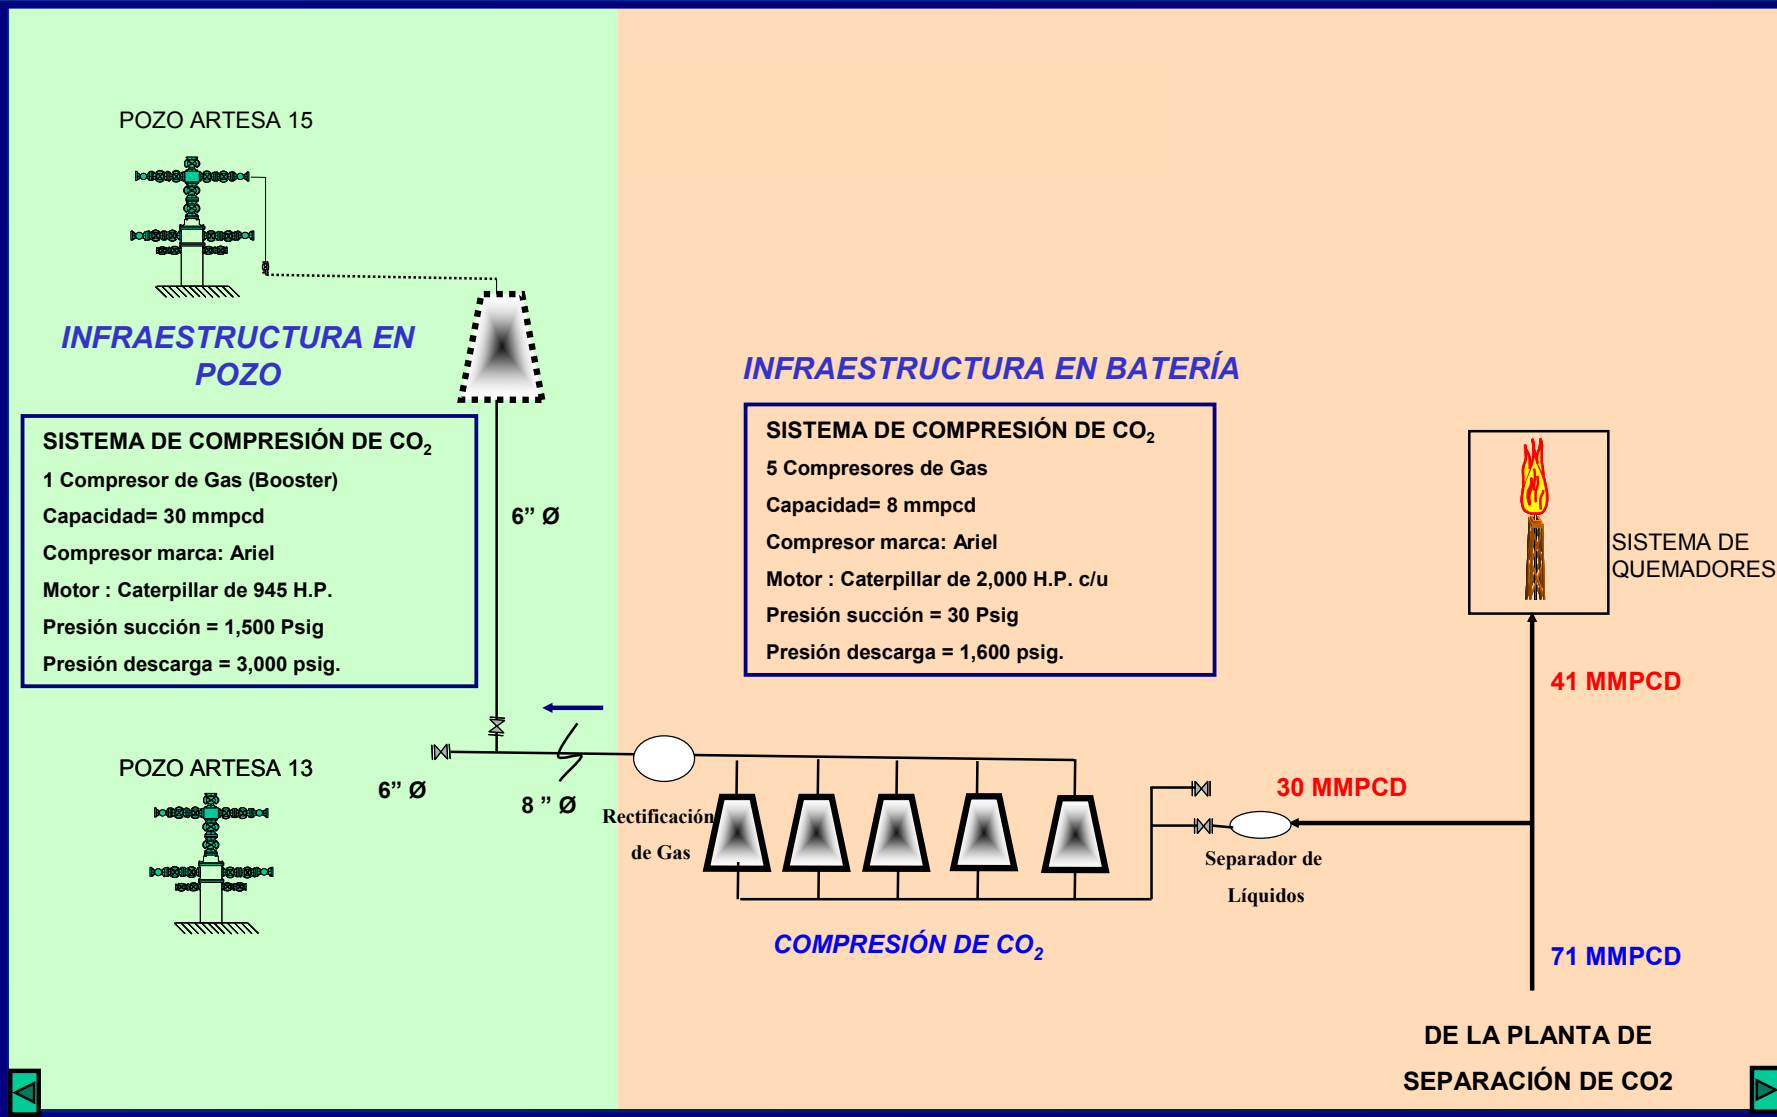 POZO ARTESA 15
INFRAESTRUCTURA EN
POZO
SISTEMA DE COMPRESIÓN DE CO2
1 Compresor de Gas (Booster)
Capacidad= 30 mmpcd
Compresor marca: Ariel
Motor : Caterpillar de 945 H.P.
Presión succión = 1,500 Psig
Presión descarga = 3,000 psig.
6” Ø
POZO ARTESA 13
6” Ø
8 ” Ø
INFRAESTRUCTURA EN BATERÍA
SISTEMA DE COMPRESIÓN DE CO2
5 Compresores de Gas
Capacidad= 8 mmpcd
Compresor marca: Ariel
Motor : Caterpillar de 2,000 H.P. c/u
Presión succión = 30 Psig
Presión descarga = 1,600 psig.
Rectificación
de Gas
COMPRESIÓN DE CO2
SISTEMA DE
QUEMADORES
41 MMPCD
30 MMPCD
Separador de
Líquidos
71 MMPCD
DE LA PLANTA DE
SEPARACIÓN DE CO2